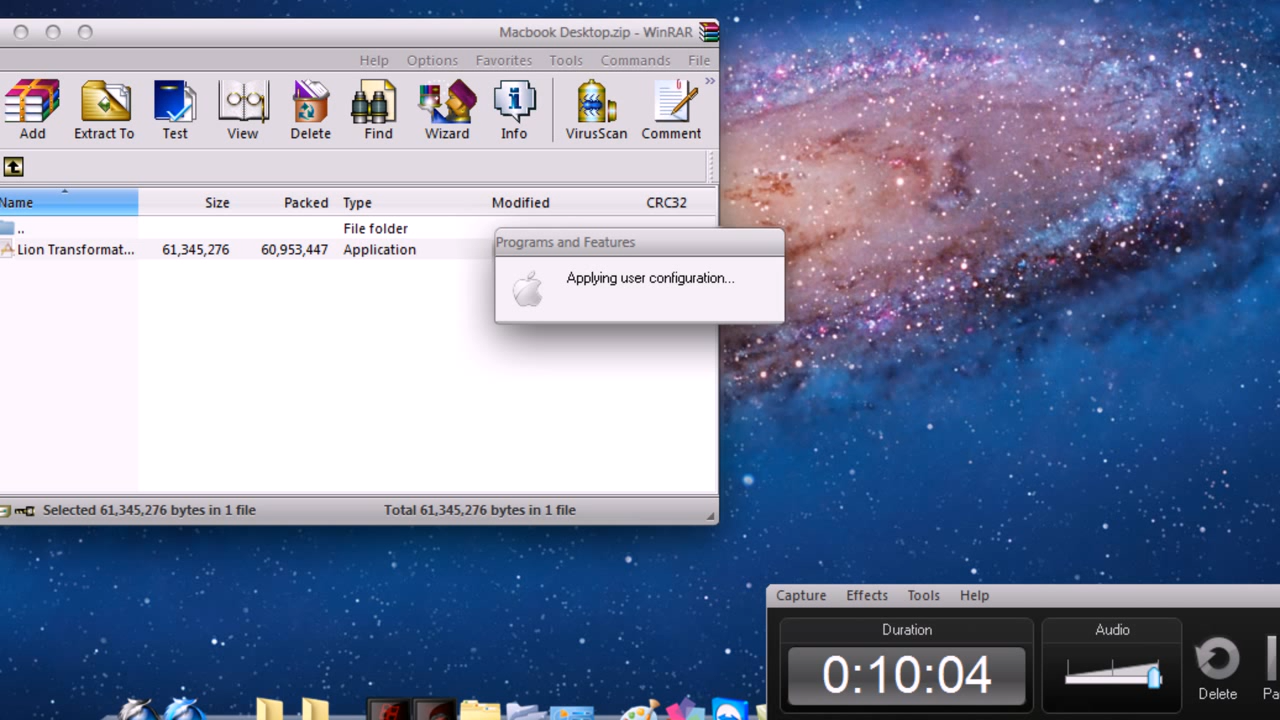 Macbook Desktop.zip - WinRAR
Help Options Favorites Tools Commands File
Add Extract To Test View Delete Find Wizard Info VirusScan Comment
Name Size Packed Type Modified CRC32
.. File folder
Lion Transformat... 61,345,276 60,953,447 Application
Programs and Features
Applying user configuration...
Selected 61,345,276 bytes in 1 file Total 61,345,276 bytes in 1 file
Capture Effects Tools Help
Duration Audio
0:10:04
Delete Pa